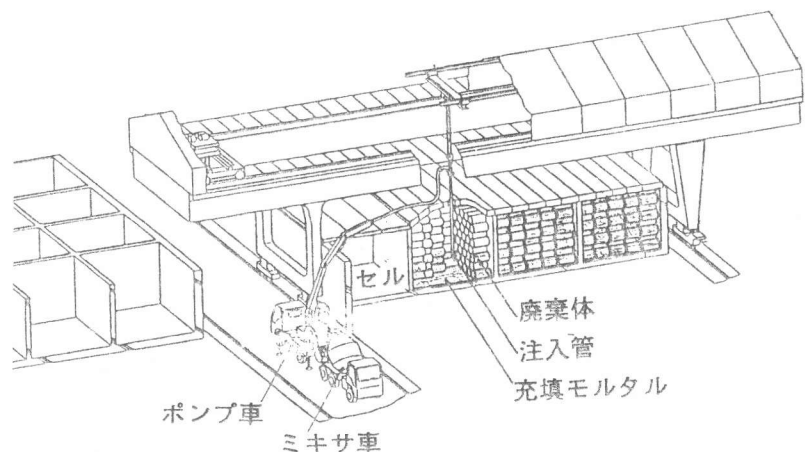 セル
廃棄体
注入管
充填モルタル
ポンプ車
ミキサ車